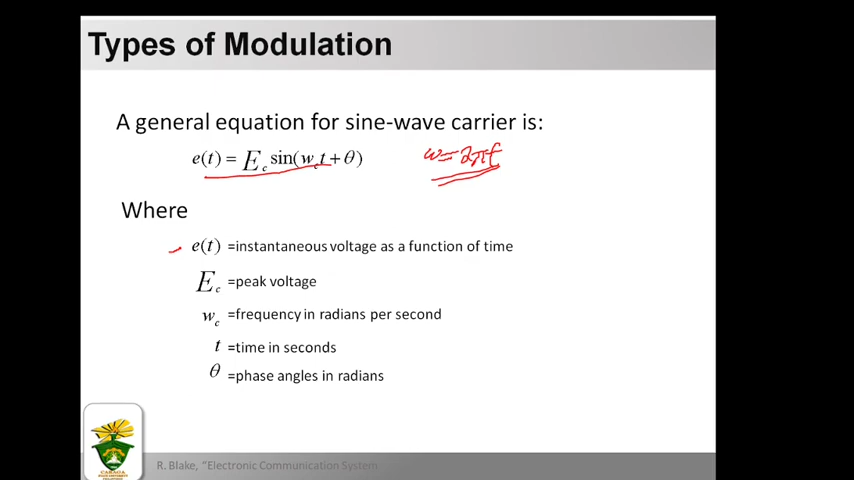 Types of Modulation
A general equation for sine-wave carrier is:
e(t) = E_c sin(w_c t + θ)
w = 2πf
Where
e(t) =instantaneous voltage as a function of time
E_c =peak voltage
w_c =frequency in radians per second
t =time in seconds
θ =phase angles in radians
CARAGA
R. Blake, "Electronic Communication System